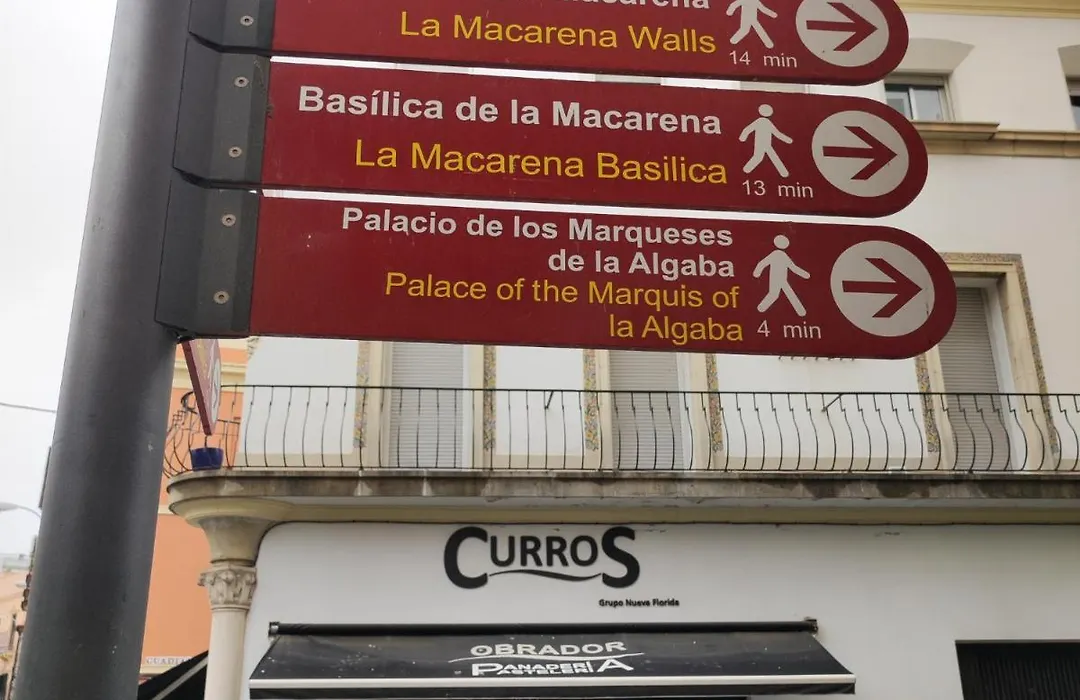 Macarena
La Macarena Walls
14 min
Basílica de la Macarena
La Macarena Basilica
13 min
Palacio de los Marqueses
de la Algaba
Palace of the Marquis of
la Algaba
4 min
CURROS
Grupo Nueva Florida
OBRADOR
PANADERÍA
PASTELERÍA